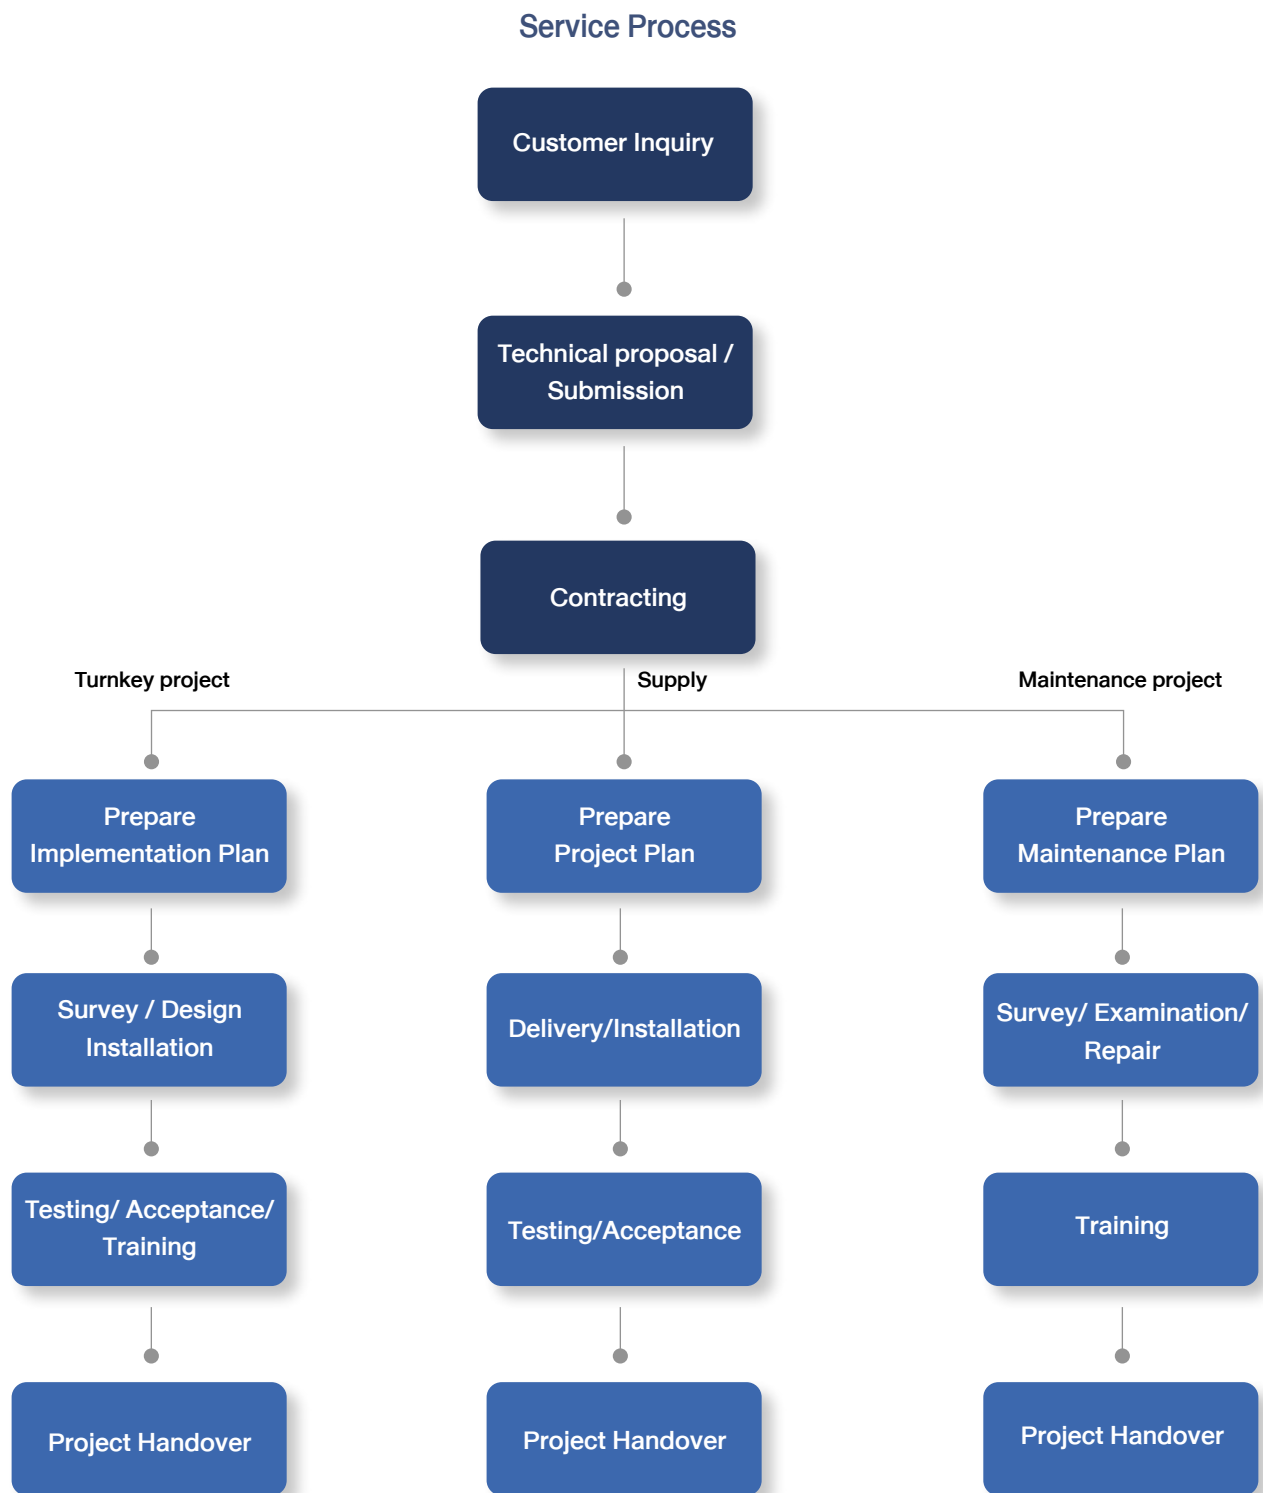 Service Process
Customer Inquiry
Technical proposal /
Submission
Contracting
Turnkey project
Supply
Maintenance project
Prepare
Implementation Plan
Prepare
Project Plan
Prepare
Maintenance Plan
Survey / Design
Installation
Delivery/Installation
Survey/ Examination/
Repair
Testing/ Acceptance/
Training
Testing/Acceptance
Training
Project Handover
Project Handover
Project Handover